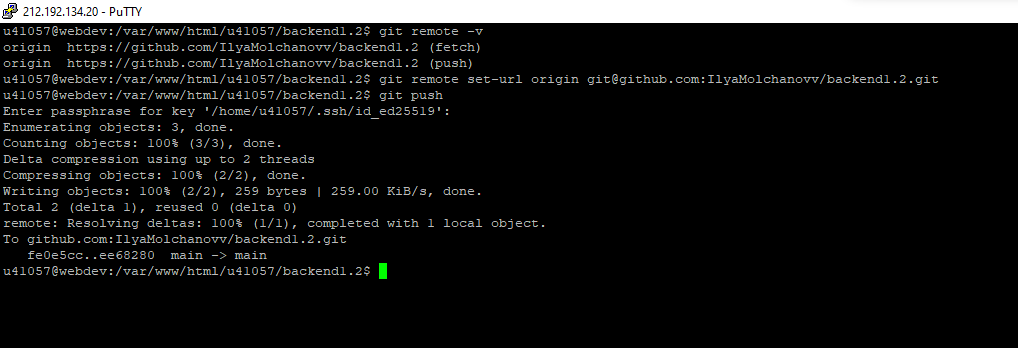 212.192.134.20 - PuTTY
u41057@webdev:/var/www/html/u41057/backend1.2$ git remote -v
origin  https://github.com/IlyaMolchanovv/backend1.2 (fetch)
origin  https://github.com/IlyaMolchanovv/backend1.2 (push)
u41057@webdev:/var/www/html/u41057/backend1.2$ git remote set-url origin git@github.com:IlyaMolchanovv/backend1.2.git
u41057@webdev:/var/www/html/u41057/backend1.2$ git push
Enter passphrase for key '/home/u41057/.ssh/id_ed25519':
Enumerating objects: 3, done.
Counting objects: 100% (3/3), done.
Delta compression using up to 2 threads
Compressing objects: 100% (2/2), done.
Writing objects: 100% (2/2), 259 bytes | 259.00 KiB/s, done.
Total 2 (delta 1), reused 0 (delta 0)
remote: Resolving deltas: 100% (1/1), completed with 1 local object.
To github.com:IlyaMolchanovv/backend1.2.git
   fe0e5cc..ee68280  main -> main
u41057@webdev:/var/www/html/u41057/backend1.2$